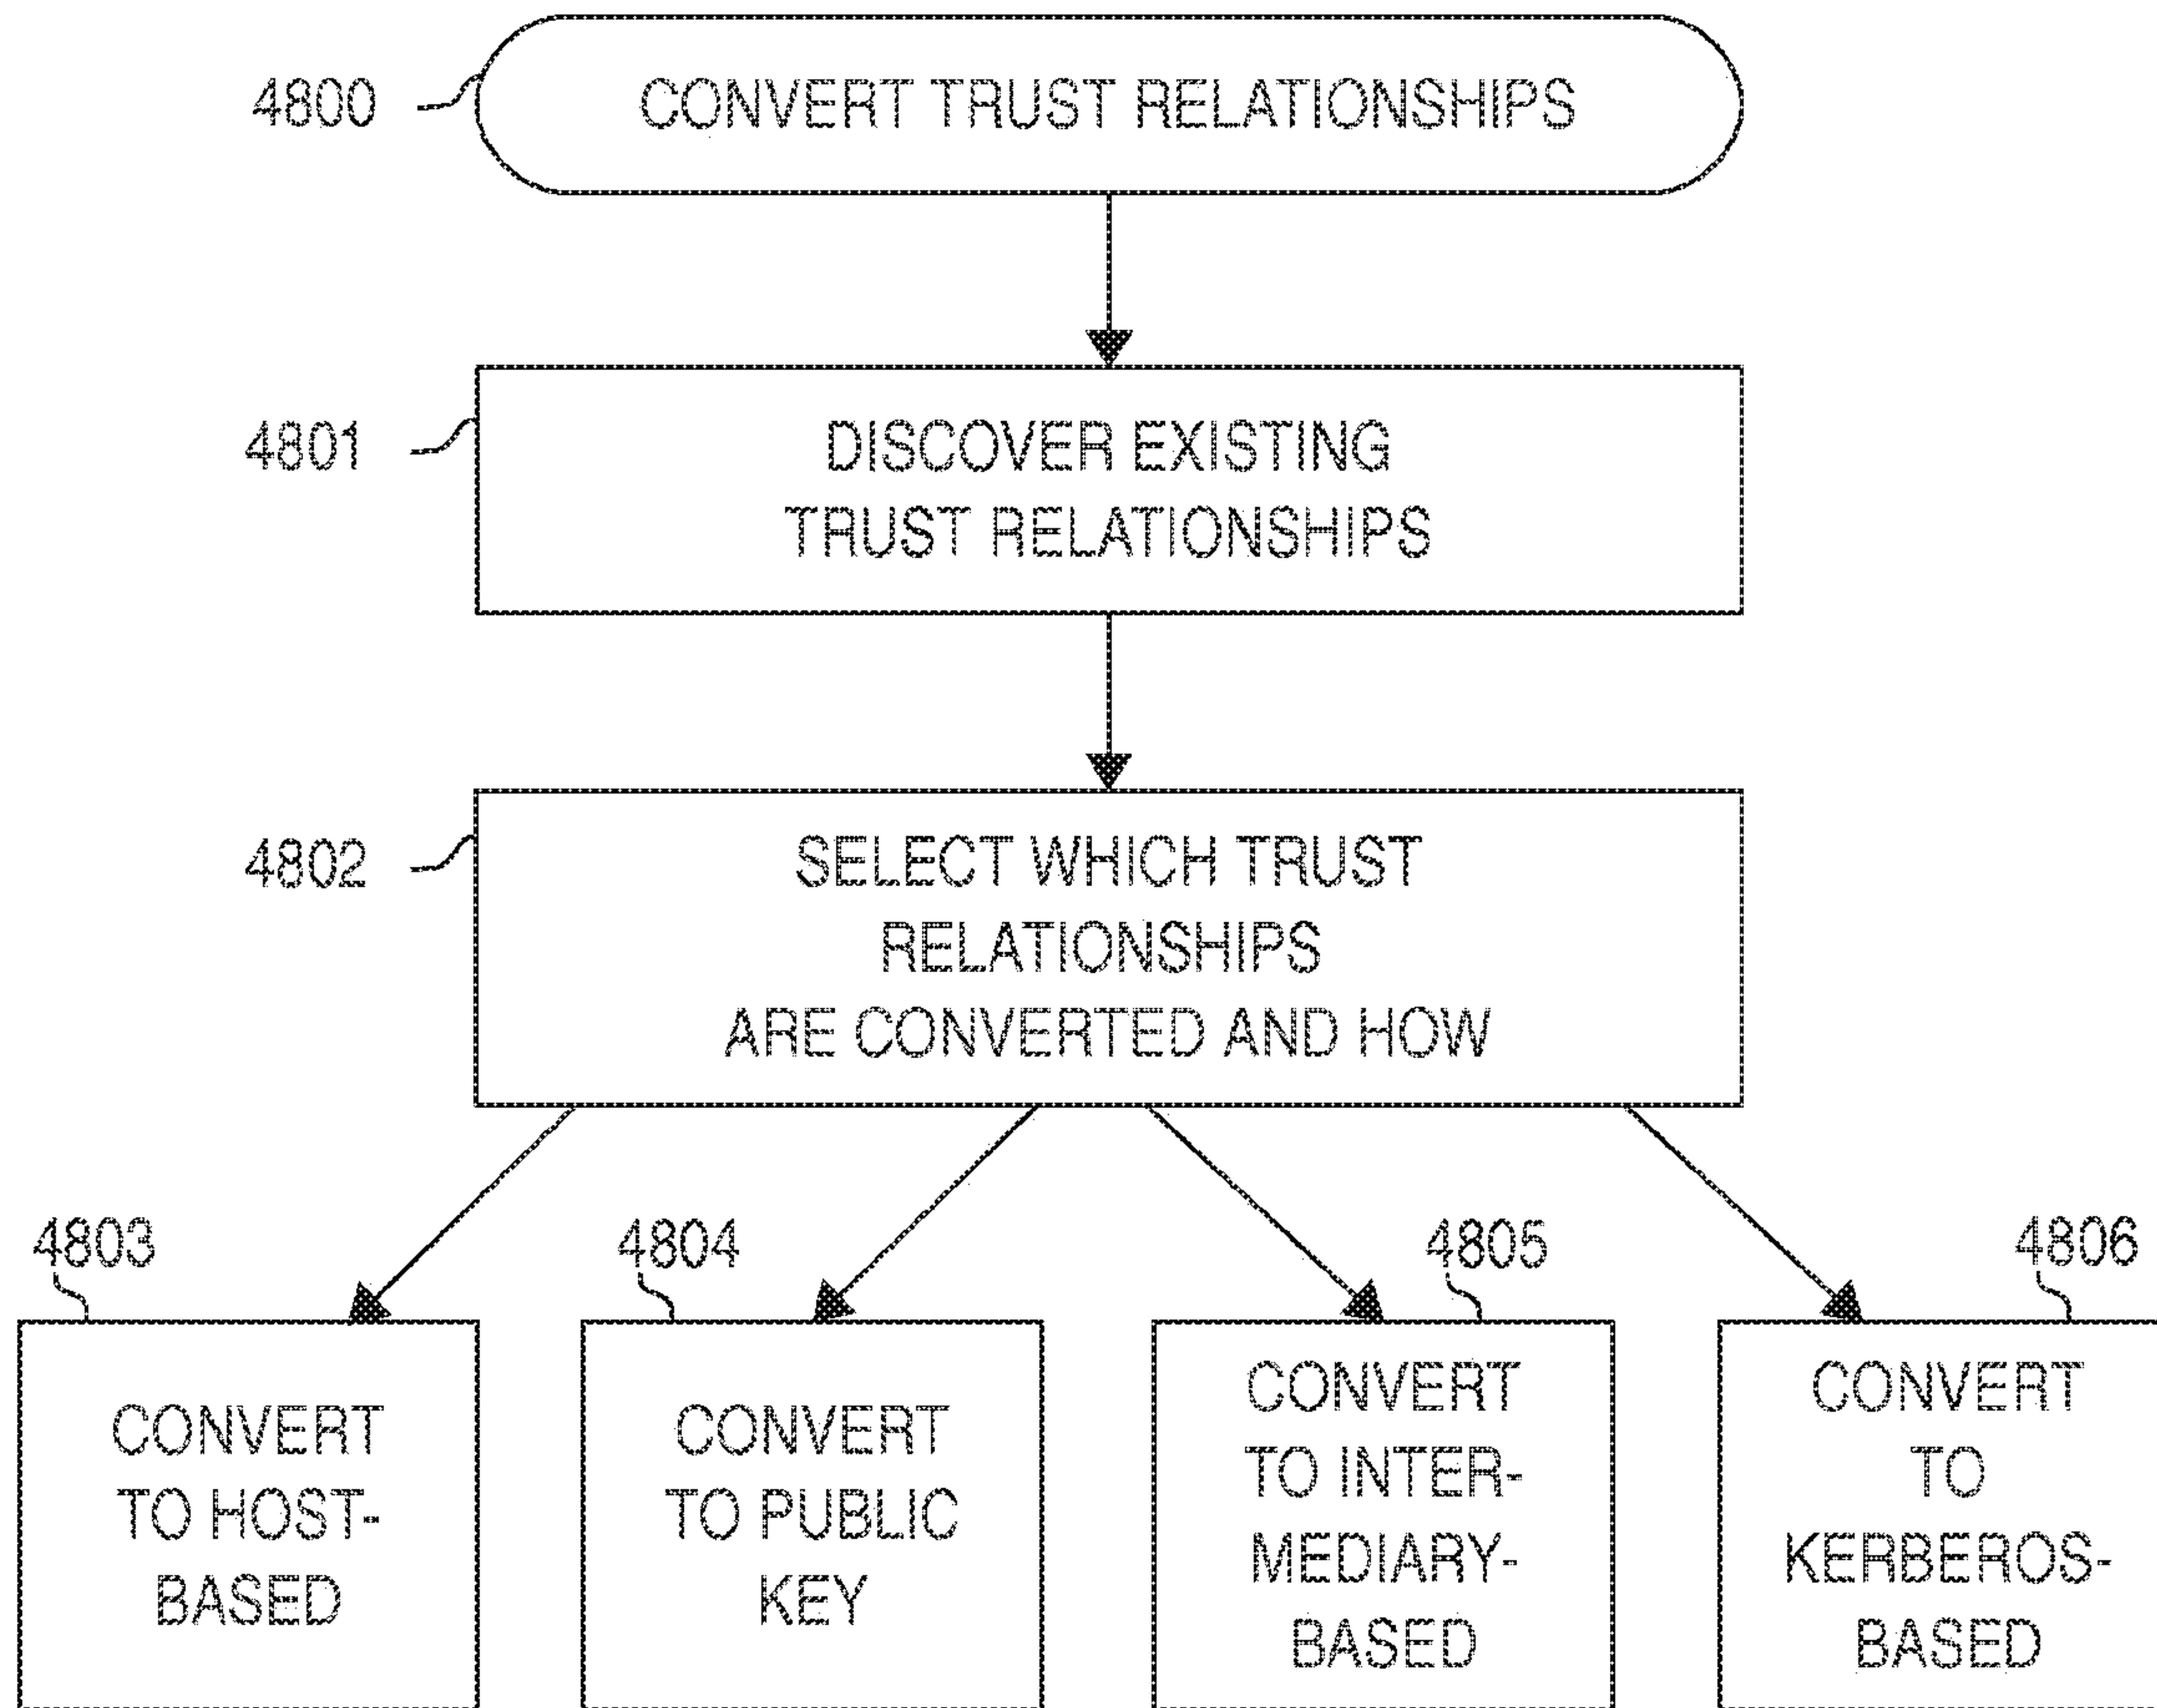 4800
CONVERT TRUST RELATIONSHIPS
4801
DISCOVER EXISTING
TRUST RELATIONSHIPS
4802
SELECT WHICH TRUST
RELATIONSHIPS
ARE CONVERTED AND HOW
4803
CONVERT
TO HOST-
BASED
4804
CONVERT
TO PUBLIC
KEY
4805
CONVERT
TO INTER-
MEDIARY-
BASED
4806
CONVERT
TO
KERBEROS-
BASED